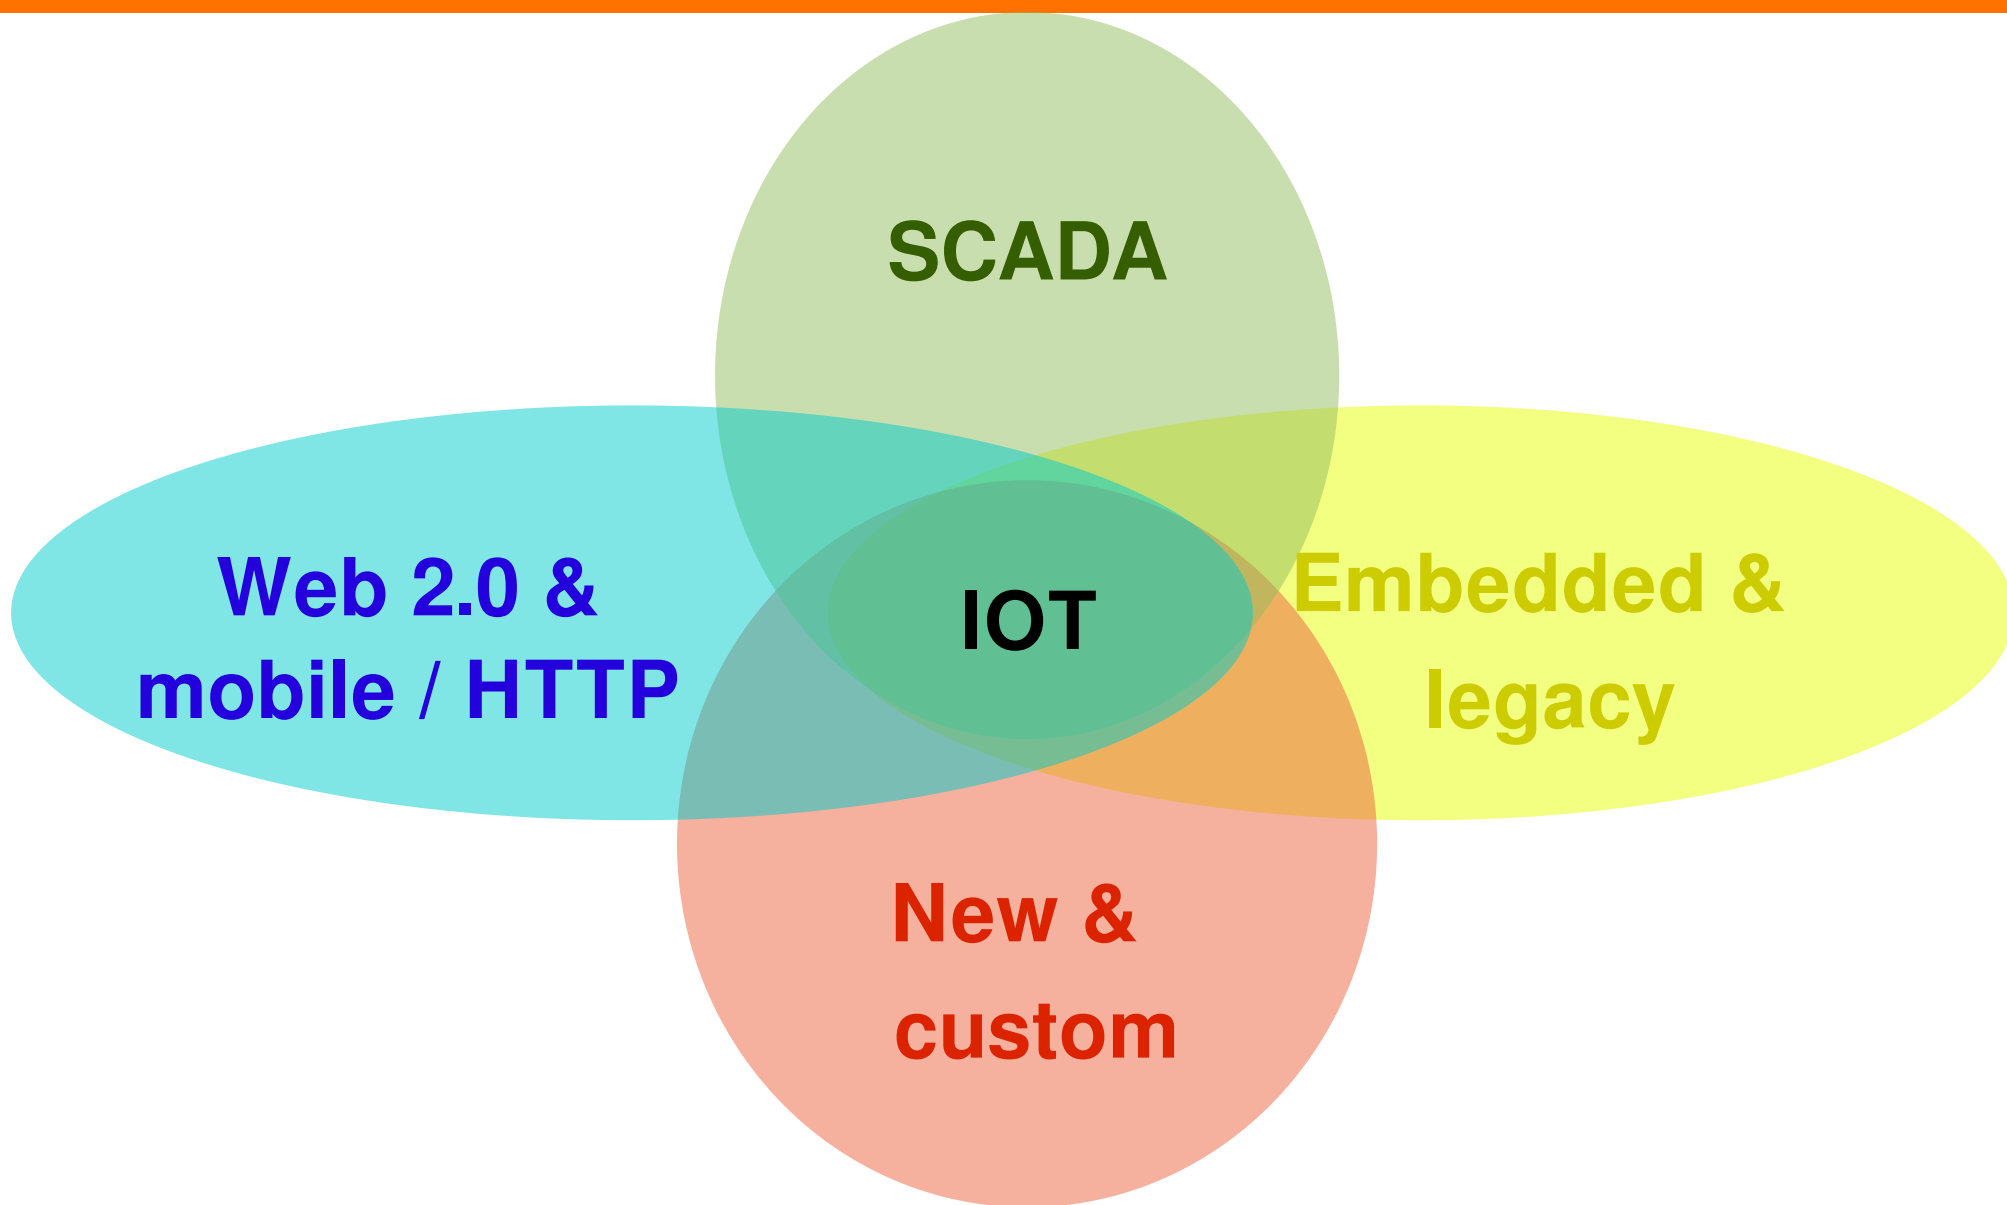 SCADA
Web 2.0 &
mobile / HTTP
IOT
Embedded &
legacy
New &
custom